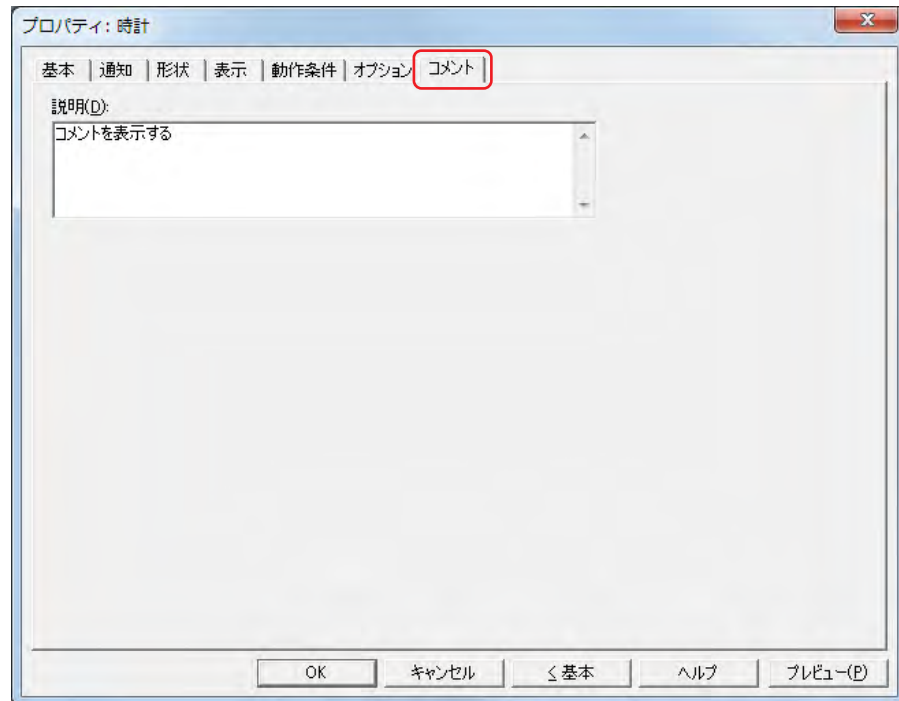 プロパティ: 時計
基本 通知 形状 表示 動作条件 オプション コメント
説明(D):
コメントを表示する
OK キャンセル < 基本 ヘルプ プレビュー(P)